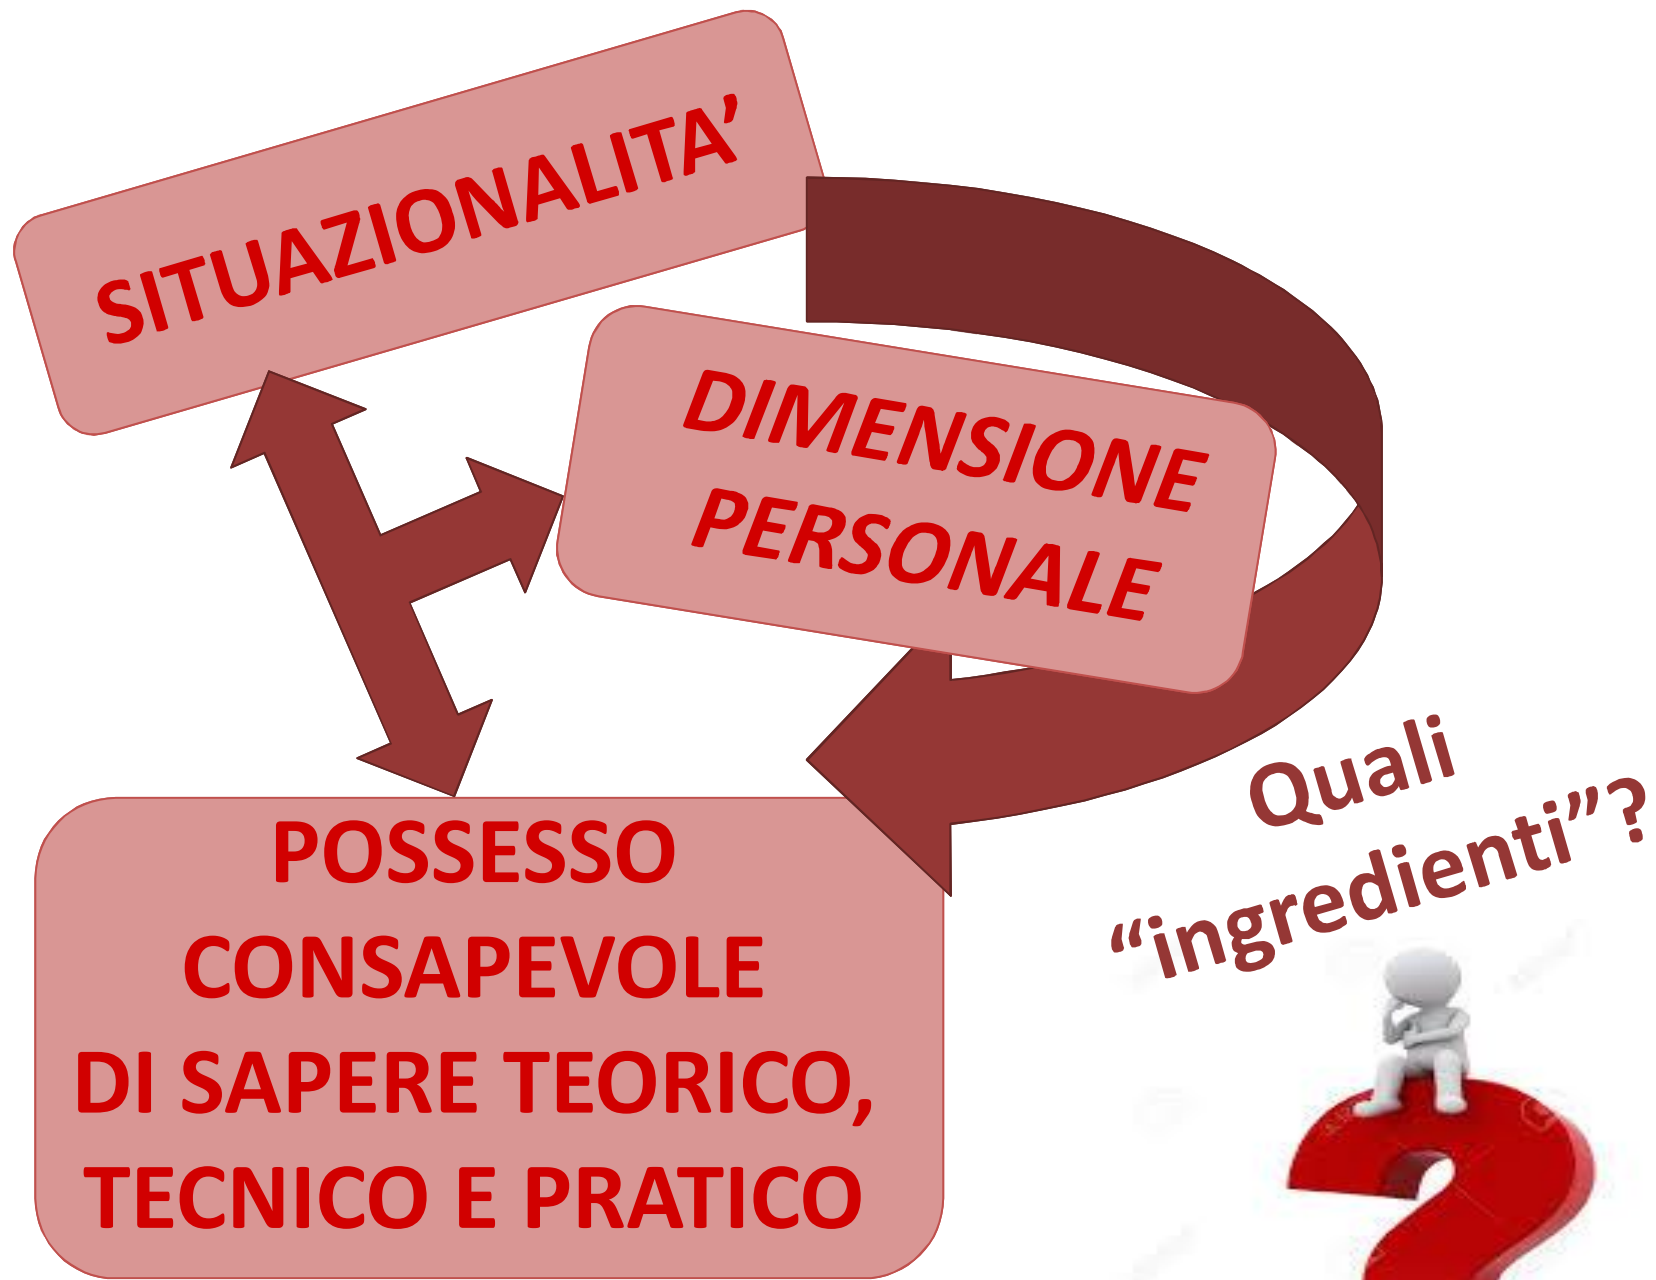 SITUAZIONALITA’
DIMENSIONE
PERSONALE
POSSESSO
CONSAPEVOLE
DI SAPERE TEORICO,
TECNICO E PRATICO
Quali
“ingredienti”?